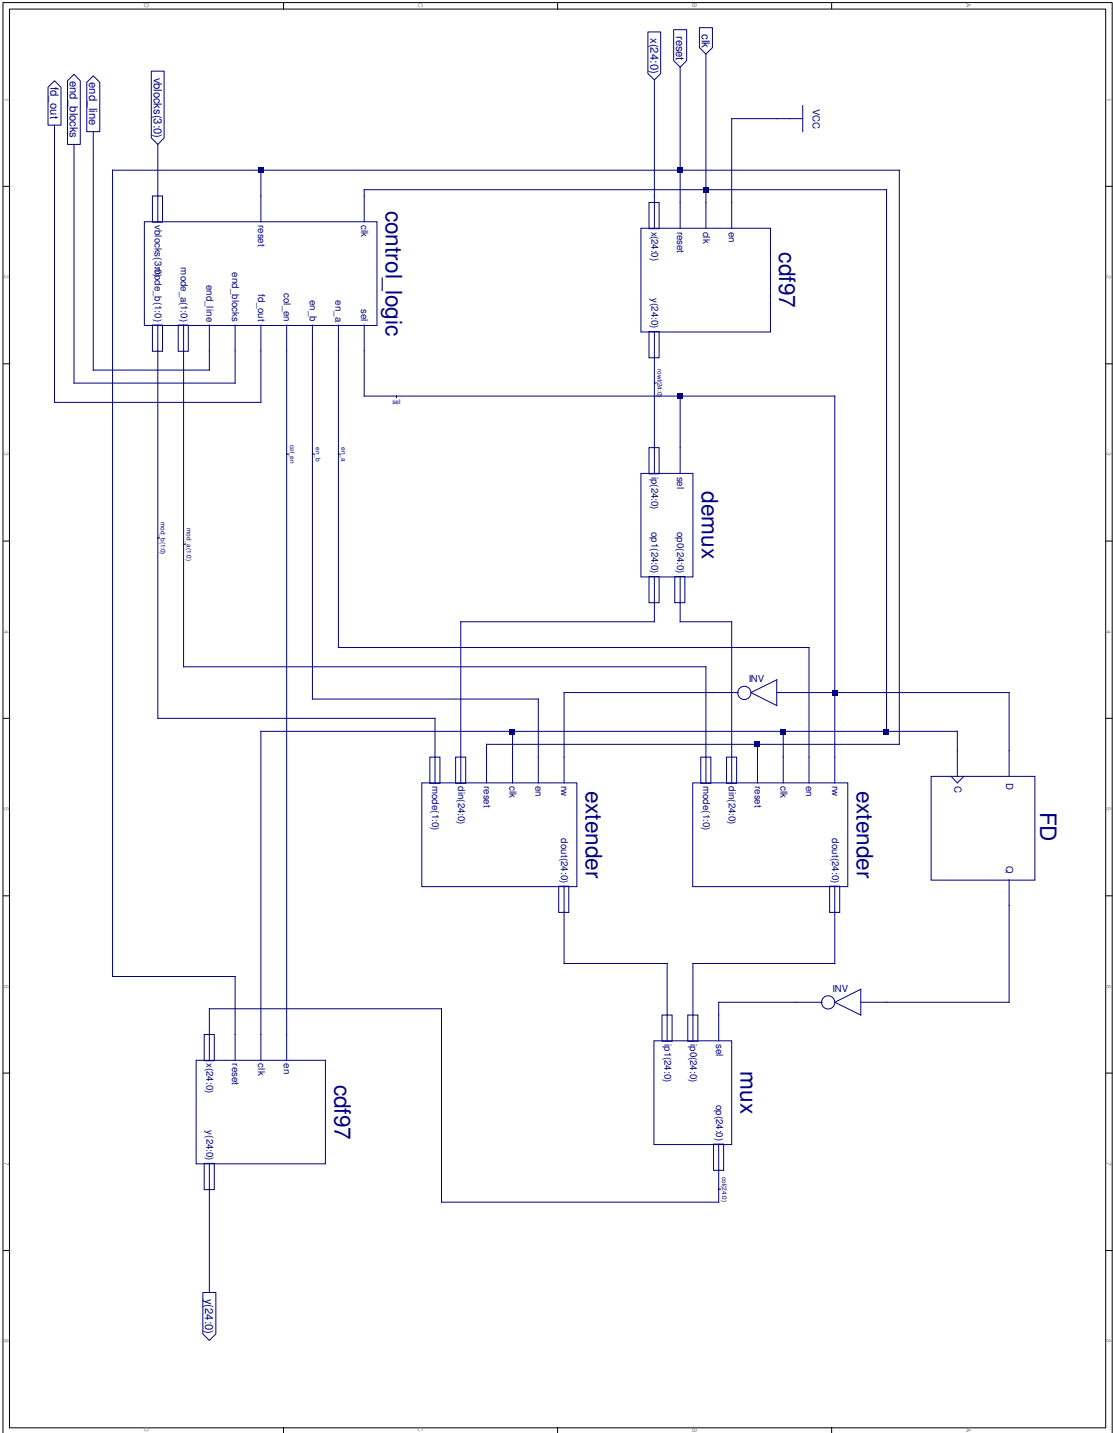 FD
D
Q
C
VCC
INV
INV
extender
rw
dout(24:0)
en
clk
reset
din(24:0)
mode(1:0)
cdf97
en
clk
reset
x(24:0)
y(24:0)
clk
reset
x(24:0)
demux
sel
op0(24:0)
ip(24:0)
op1(24:0)
mux
sel
op(24:0)
ip0(24:0)
ip1(24:0)
col(24:0)
extender
rw
dout(24:0)
en
clk
reset
din(24:0)
mode(1:0)
control_logic
clk
sel
en_a
en_b
col_en
reset
fd_out
end_blocks
end_line
mode_a(1:0)
vblocks(3:0)
mode_b(1:0)
sel
en_a
en_b
col_en
mod_a(1:0)
mod_b(1:0)
cdf97
en
clk
reset
x(24:0)
y(24:0)
y(24:0)
vblocks(3:0)
end_line
end_blocks
fd_out